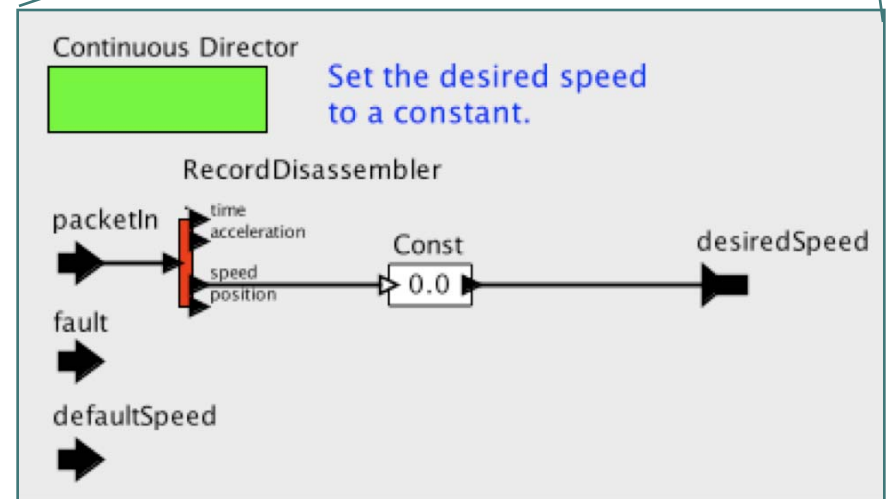 Continuous Director
Set the desired speed
to a constant.
RecordDisassembler
packetIn
time
acceleration
speed
position
Const
0.0
desiredSpeed
fault
defaultSpeed